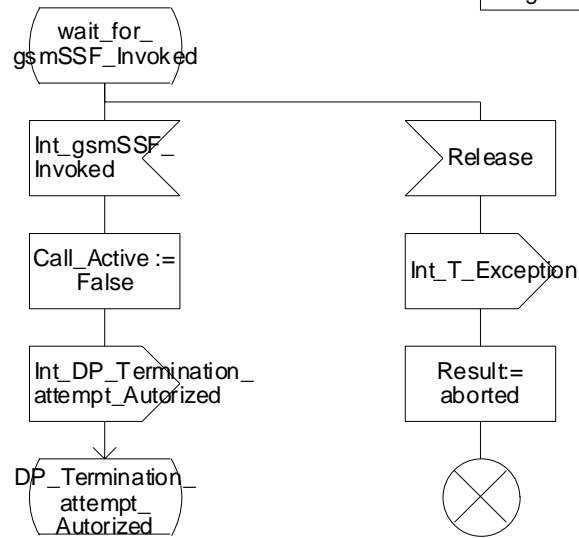 wait_for_
gsmSSF_Invoked
Int_gsmSSF_
Invoked
Release
Call_Active :=
False
Int_T_Exception
Int_DP_Termination_
attempt_Autorized
Result:=
aborted
DP_Termination_
attempt_
Autorized